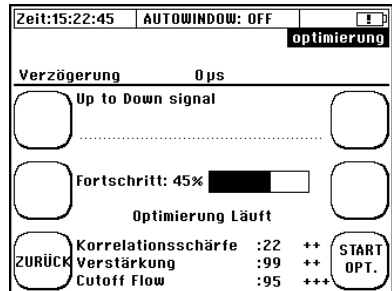 Zeit:15:22:45 AUTOWINDOW: OFF !
optimierung
Verzögerung 0 µs
Up to Down signal
Fortschritt: 45%
Optimierung Läuft
Korrelationsschärfe :22 ++
ZURÜCK Verstärkung :99 ++ START OPT.
Cutoff Flow :95 +++